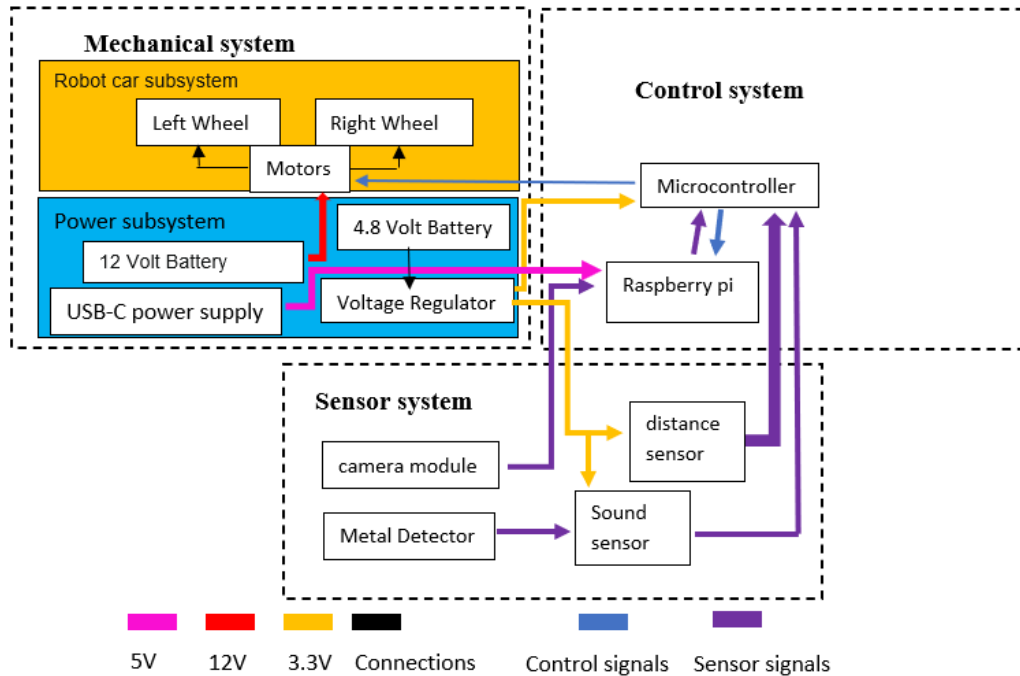 Mechanical system
Robot car subsystem
Left Wheel
Right Wheel
Motors
Power subsystem
4.8 Volt Battery
12 Volt Battery
USB-C power supply
Voltage Regulator
Control system
Microcontroller
Raspberry pi
Sensor system
camera module
distance
sensor
Metal Detector
Sound
sensor
5V
12V
3.3V
Connections
Control signals
Sensor signals